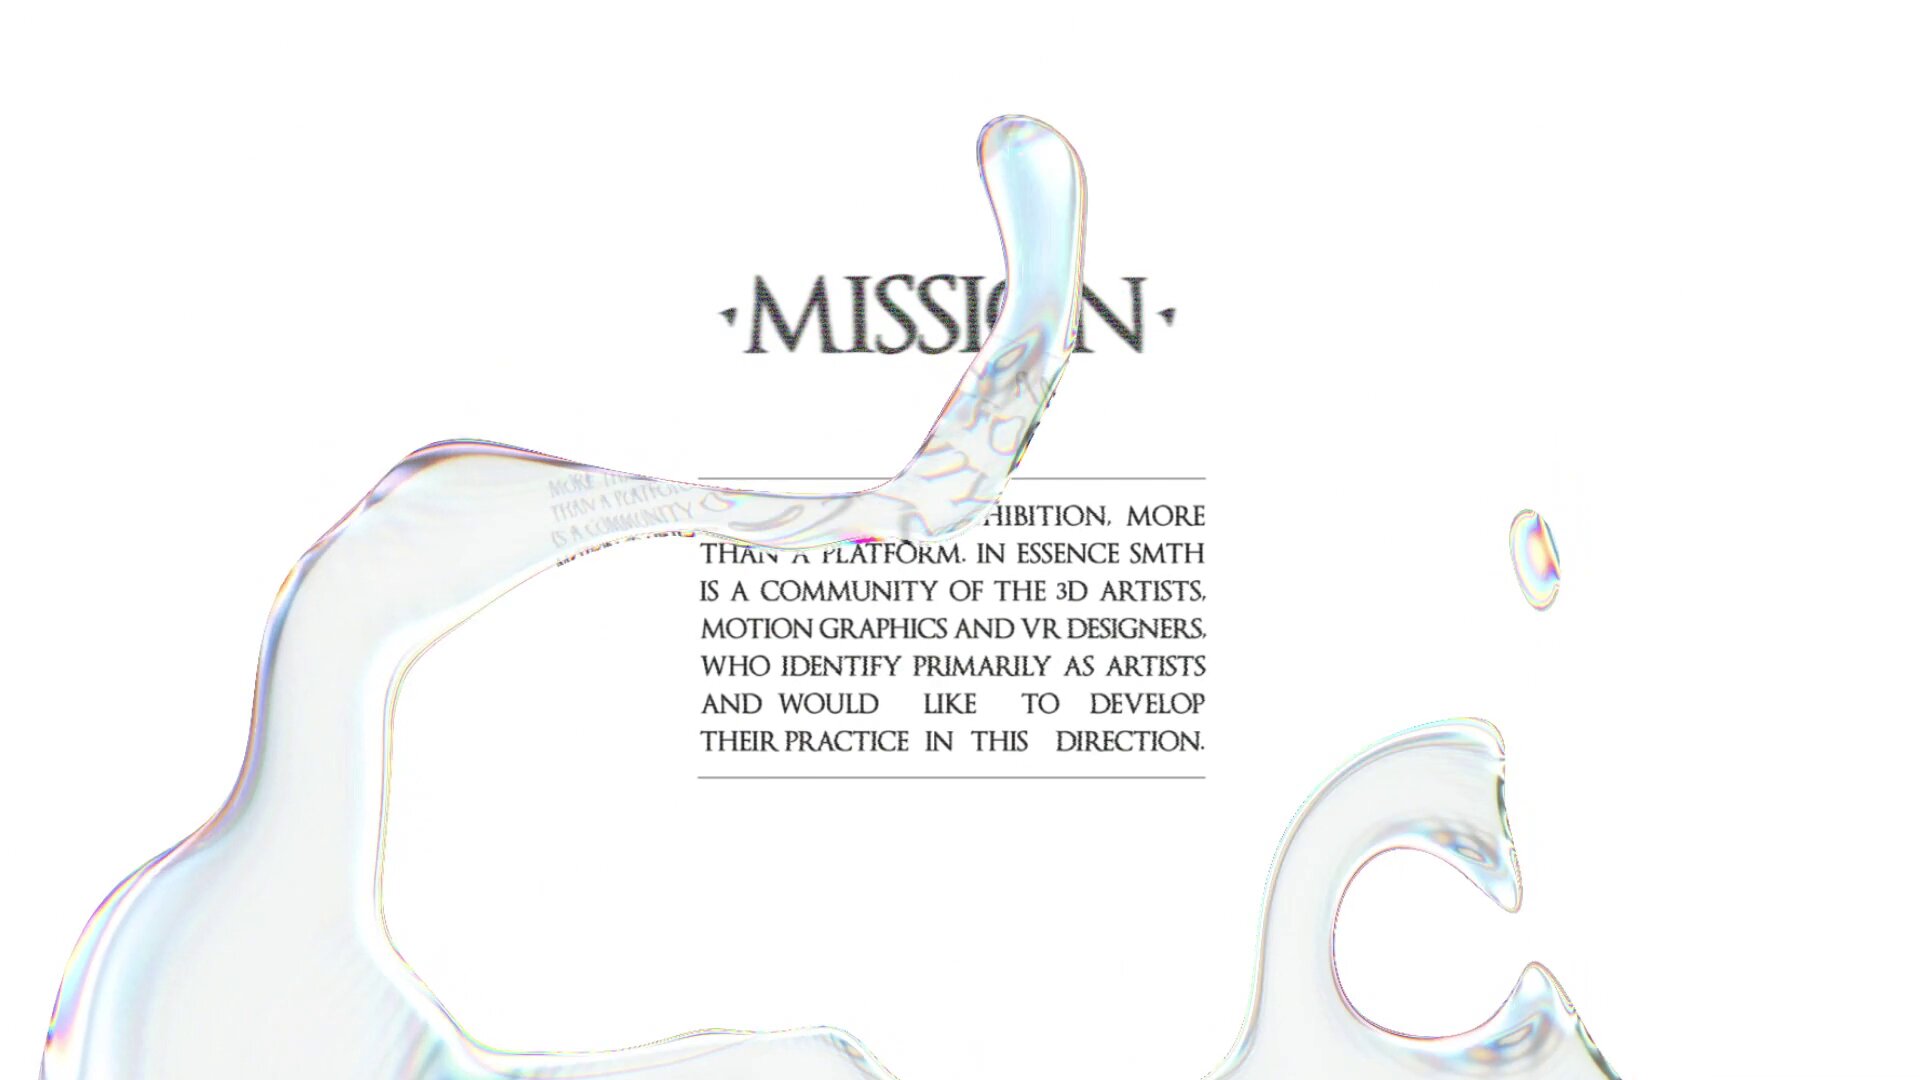 ·MISSION·
HIBITION, MORE
THAN A PLATFORM. IN ESSENCE SMTH
IS A COMMUNITY OF THE 3D ARTISTS,
MOTION GRAPHICS AND VR DESIGNERS,
WHO IDENTIFY PRIMARILY AS ARTISTS
AND WOULD LIKE TO DEVELOP
THEIR PRACTICE IN THIS DIRECTION.